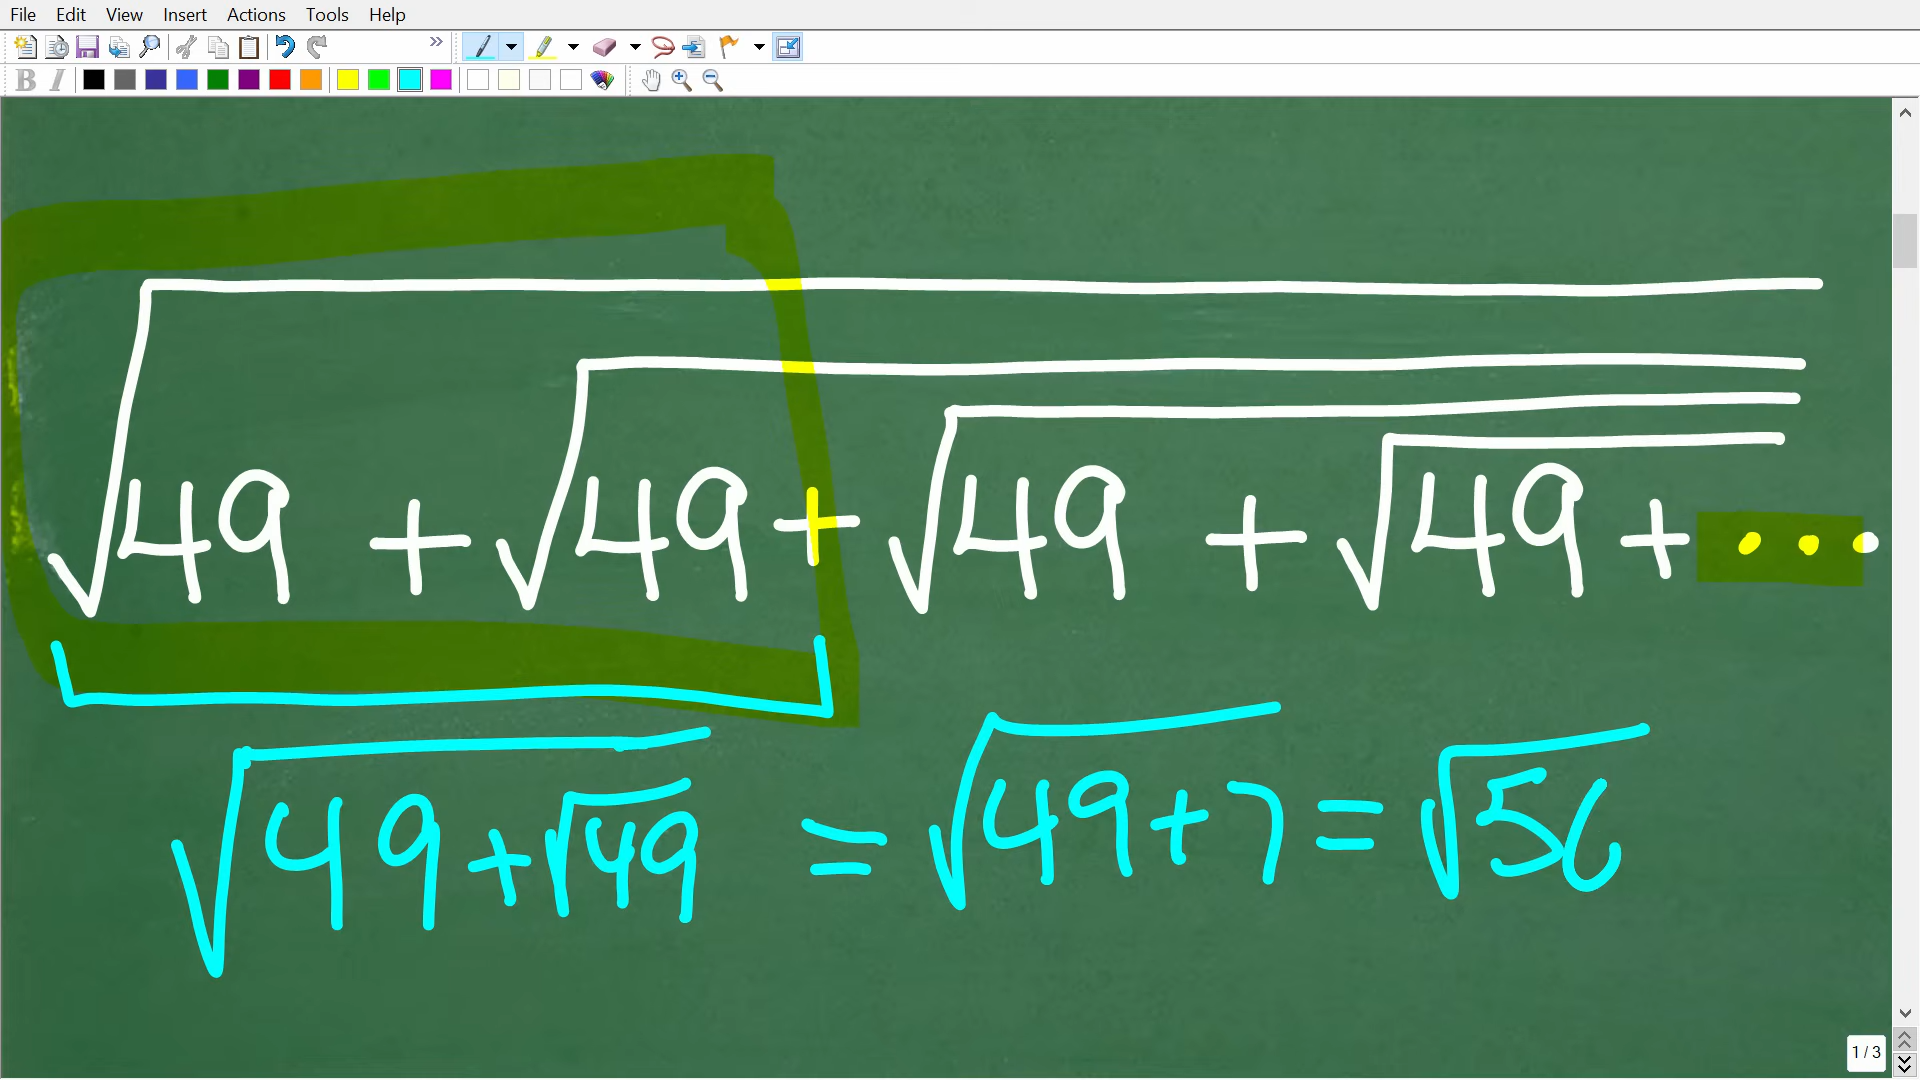 File Edit View Insert Actions Tools Help
B I
√49 + √49 + √49 + √49 + ...
√49+√49 = √49+7 = √56
1 / 3